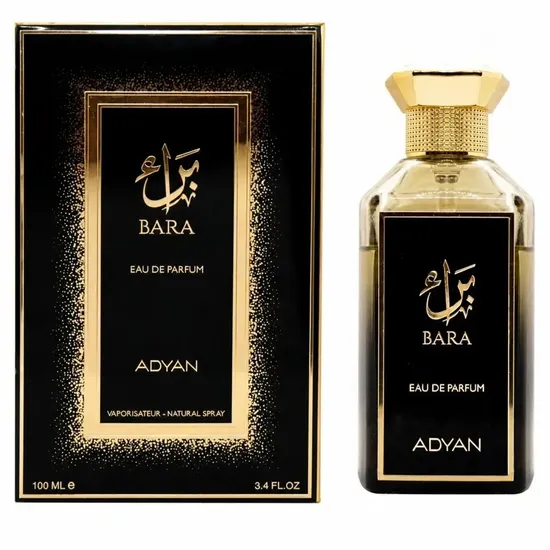 براء
BARA
EAU DE PARFUM
ADYAN
VAPORISATEUR - NATURAL SPRAY
100 ML e
3.4 FL.OZ
براء
BARA
EAU DE PARFUM
ADYAN